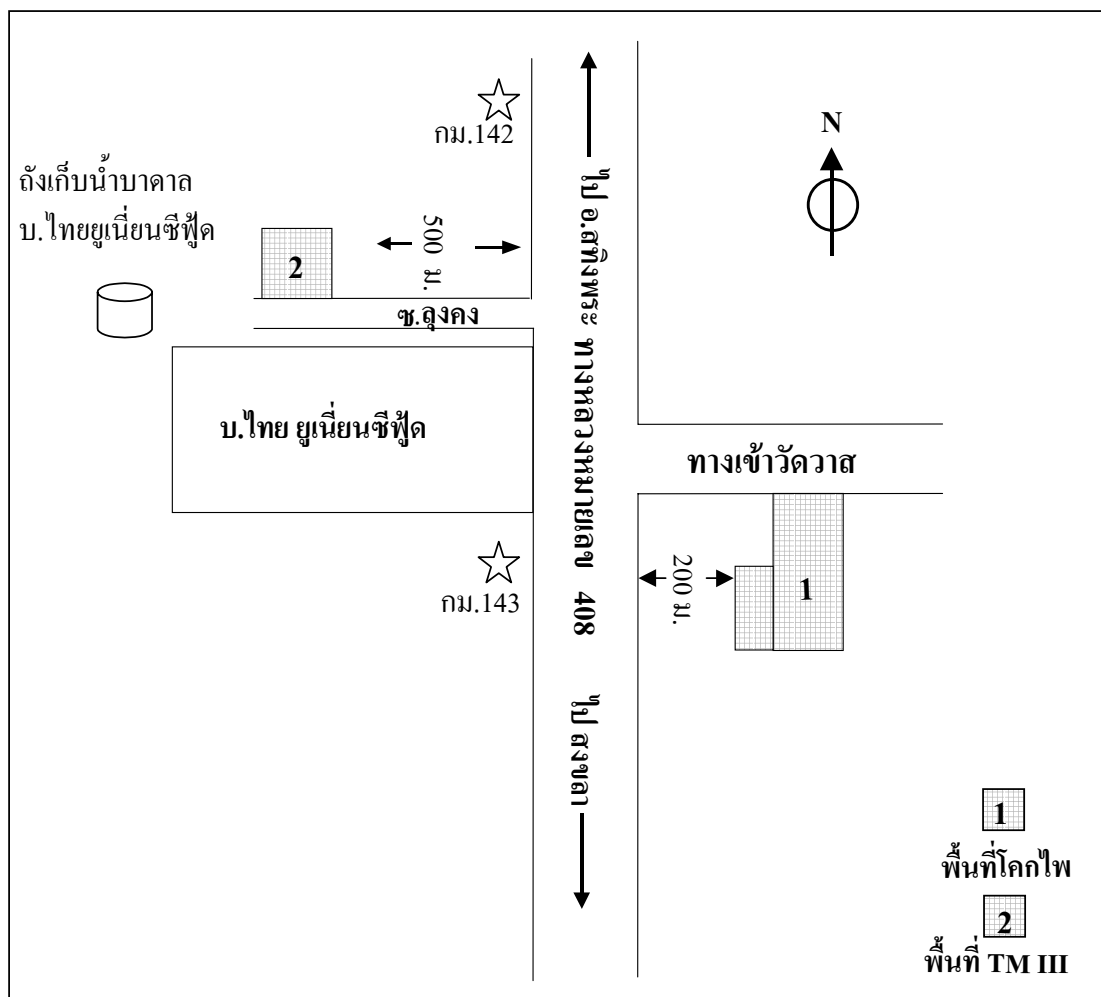 กม.142
N
ถังเก็บน้ำบาดาล
บ.ไทยยูเนี่ยนซีฟู้ด
2
500 ม.
ซ.ลุงคง
ไป อ.สทิงพระ ทางหลวงหมายเลข 408 ไป สงขลา
บ.ไทย ยูเนี่ยนซีฟู้ด
ทางเข้าวัดวาส
กม.143
200 ม.
1
1
พื้นที่โคกไพ
2
พื้นที่ TM III